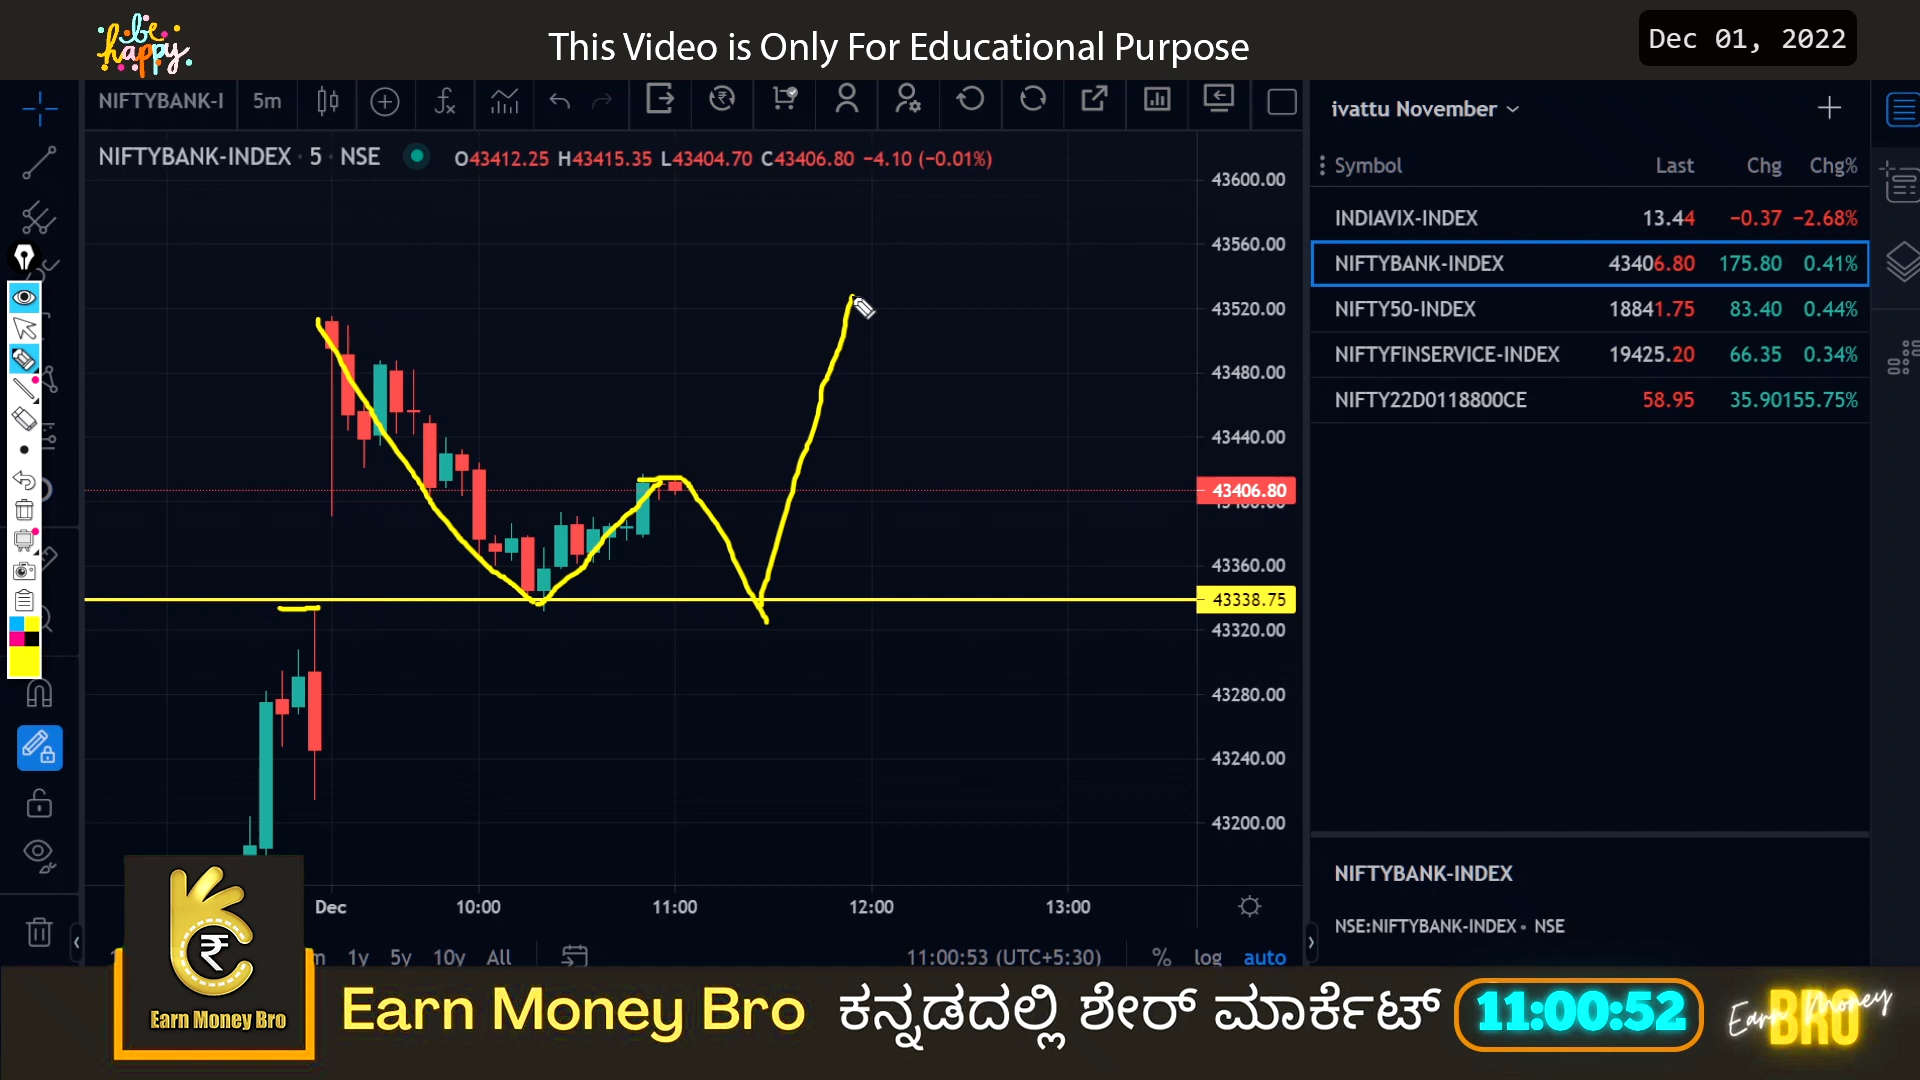 be happy
This Video is Only For Educational Purpose
Dec 01, 2022
NIFTYBANK-I 5m
ivattu November
NIFTYBANK-INDEX · 5 · NSE O43412.25 H43415.35 L43404.70 C43406.80 −4.10 (−0.01%)
Symbol Last Chg Chg%
INDIAVIX-INDEX 13.44 −0.37 −2.68%
NIFTYBANK-INDEX 43406.80 175.80 0.41%
NIFTY50-INDEX 18841.75 83.40 0.44%
NIFTYFINSERVICE-INDEX 19425.20 66.35 0.34%
NIFTY22D0118800CE 58.95 35.90155.75%
43600.00
43560.00
43520.00
43480.00
43440.00
43406.80
43360.00
43338.75
43320.00
43280.00
43240.00
43200.00
Dec 10:00 11:00 12:00 13:00
NIFTYBANK-INDEX
NSE:NIFTYBANK-INDEX • NSE
1y 5y 10y All 11:00:53 (UTC+5:30) % log auto
₹
Earn Money Bro
Earn Money Bro ಕನ್ನಡದಲ್ಲಿ ಶೇರ್ ಮಾರ್ಕೆಟ್ 11:00:52
Earn Money BRO